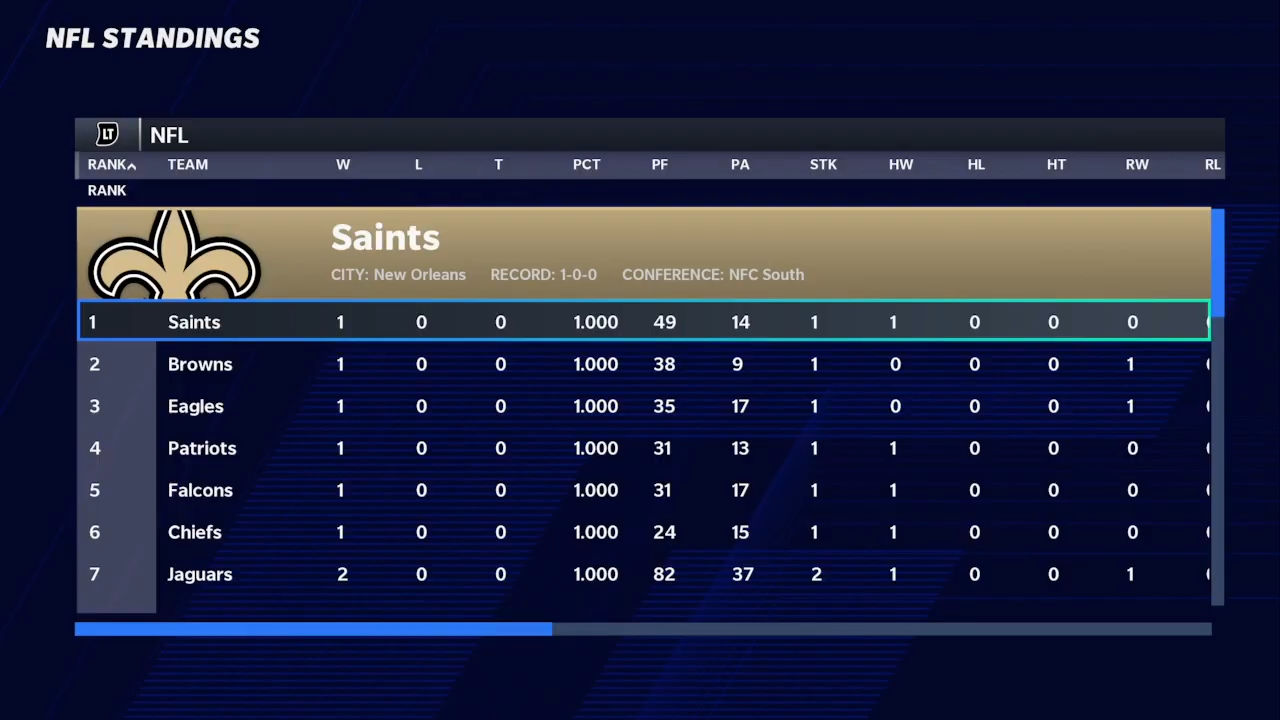 NFL STANDINGS
LT NFL
RANK TEAM W L T PCT PF PA STK HW HL HT RW RL
RANK
Saints
CITY: New Orleans RECORD: 1-0-0 CONFERENCE: NFC South
1 Saints 1 0 0 1.000 49 14 1 1 0 0 0
2 Browns 1 0 0 1.000 38 9 1 0 0 0 1
3 Eagles 1 0 0 1.000 35 17 1 0 0 0 1
4 Patriots 1 0 0 1.000 31 13 1 1 0 0 0
5 Falcons 1 0 0 1.000 31 17 1 1 0 0 0
6 Chiefs 1 0 0 1.000 24 15 1 1 0 0 0
7 Jaguars 2 0 0 1.000 82 37 2 1 0 0 1